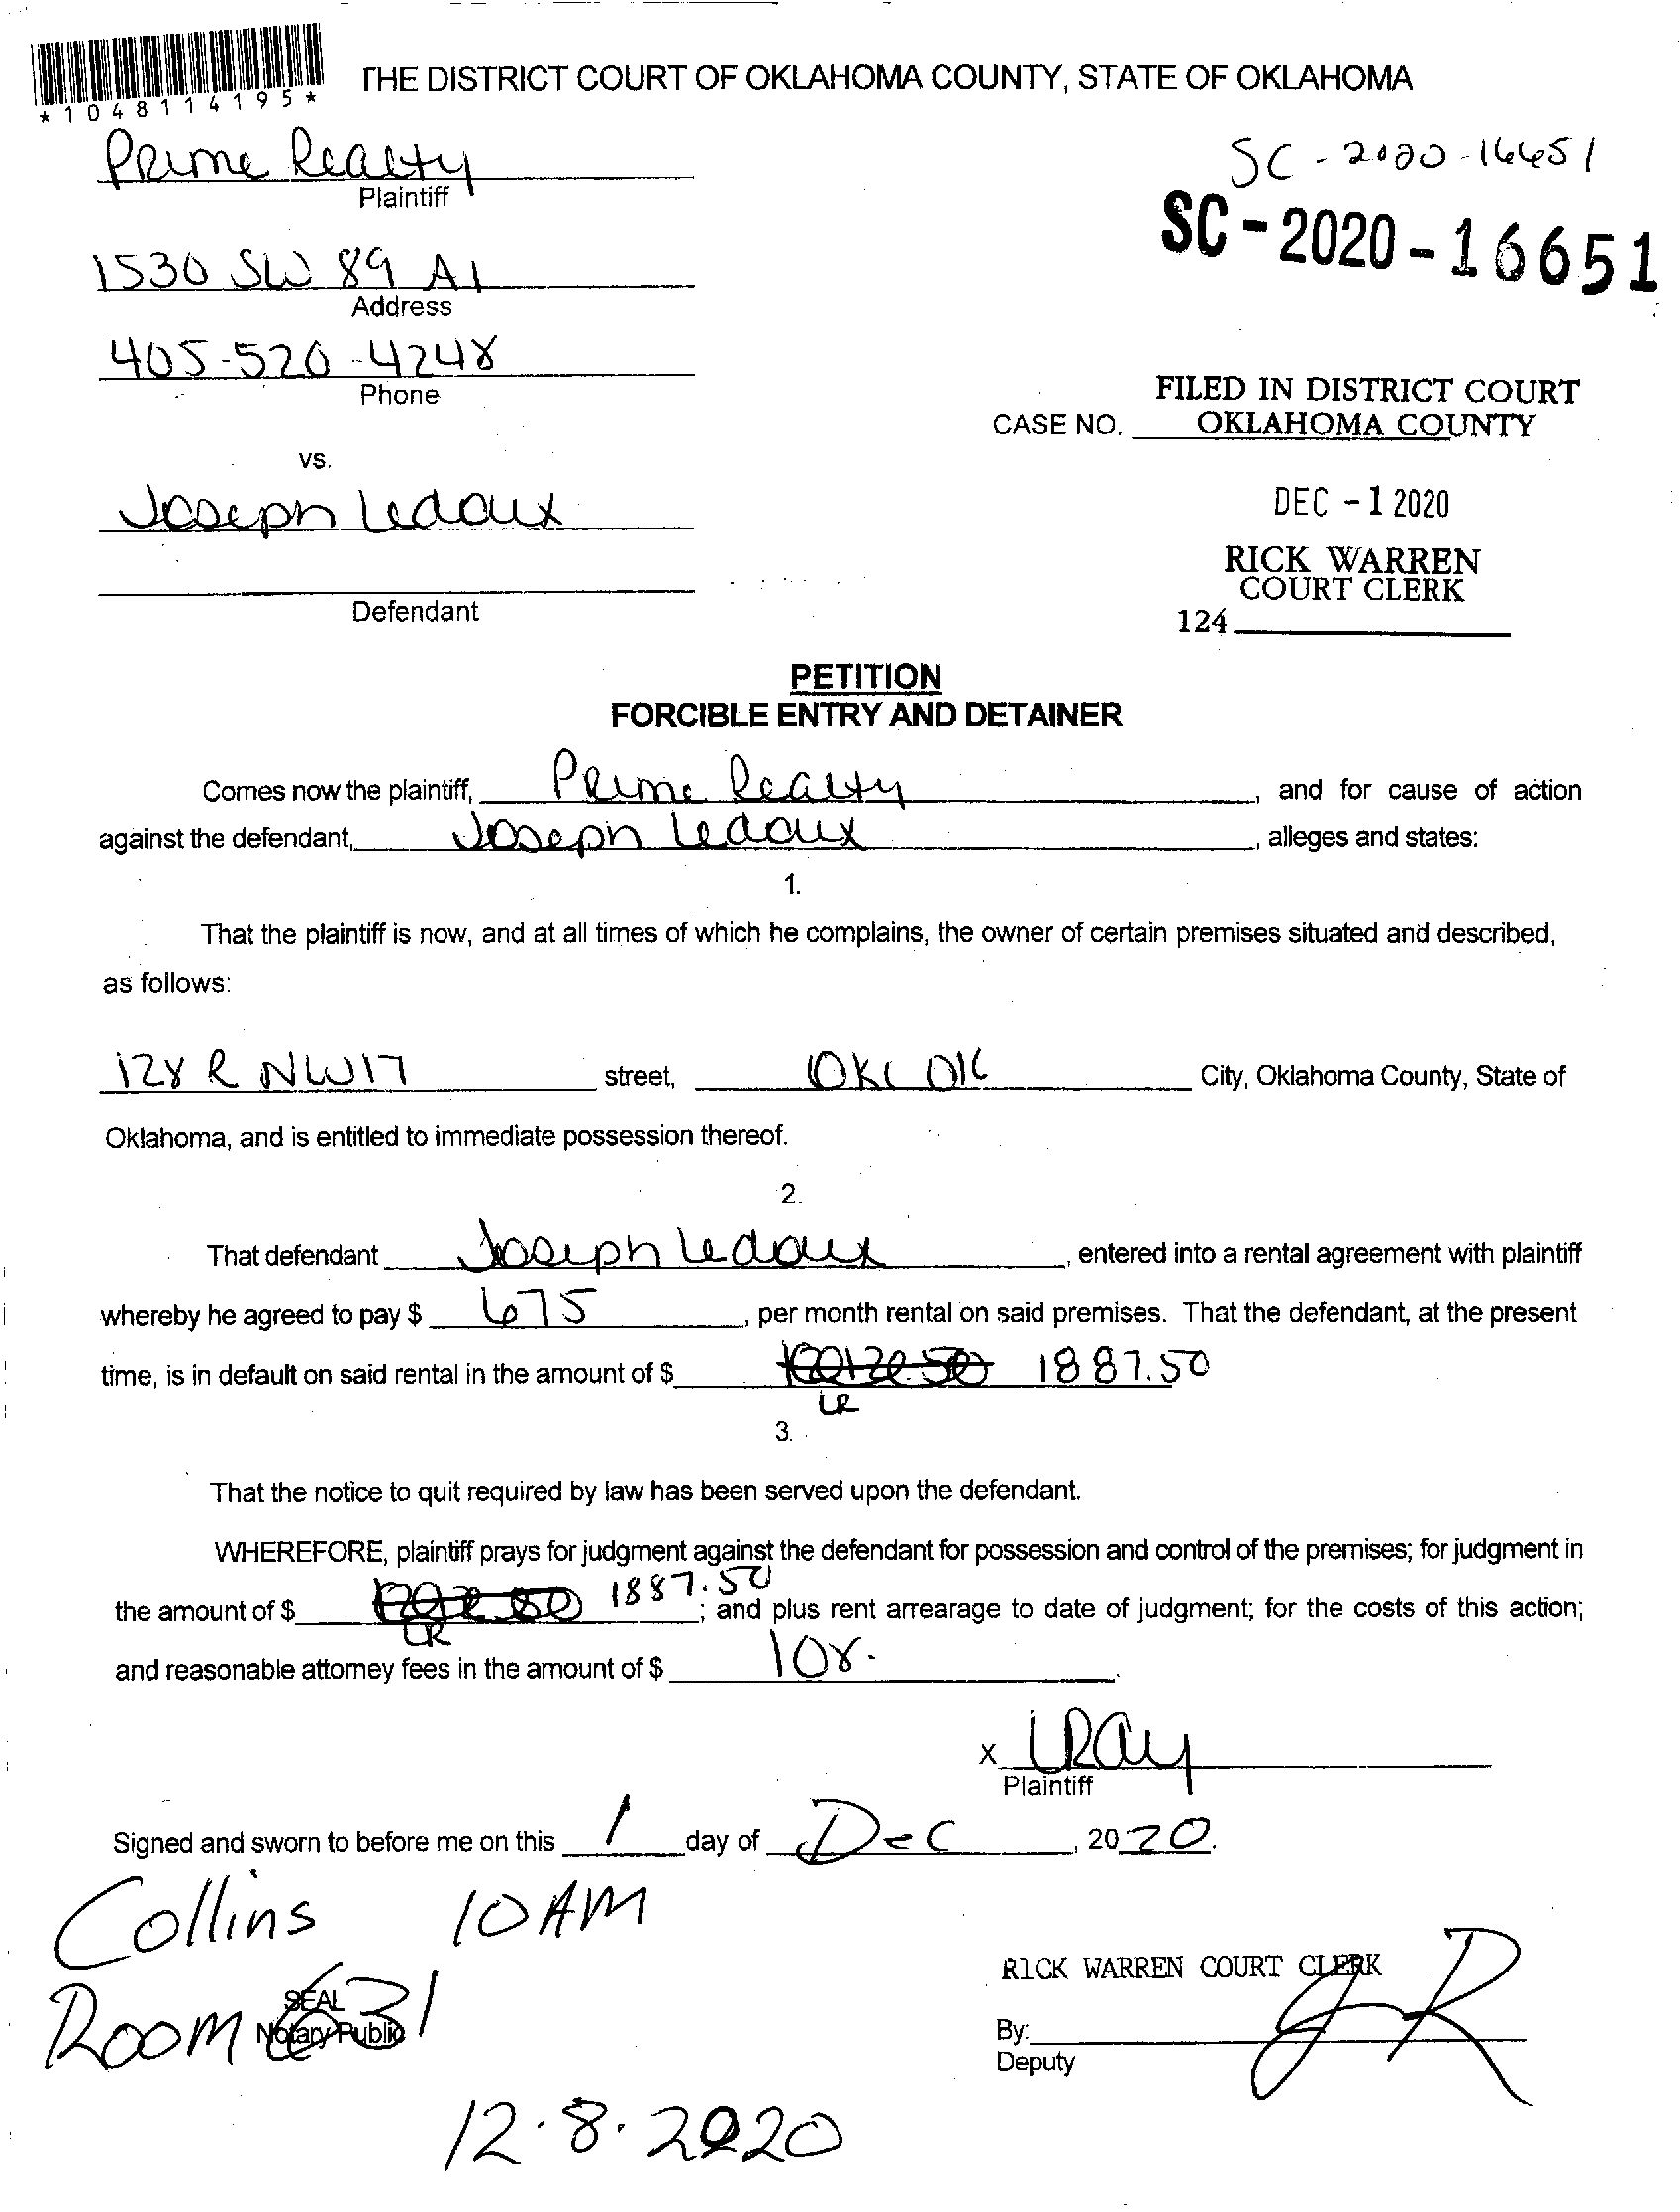 *1048114195*
THE DISTRICT COURT OF OKLAHOMA COUNTY, STATE OF OKLAHOMA
Prime Realty
Plaintiff
SC-2020-16651
SC-2020-16651
1530 SW 89 A1
Address
405-520-4248
Phone
FILED IN DISTRICT COURT
CASE NO. OKLAHOMA COUNTY
vs.
Joseph Ledoux
DEC -1 2020
RICK WARREN
COURT CLERK
Defendant
124
PETITION
FORCIBLE ENTRY AND DETAINER
Comes now the plaintiff, Prime Realty, and for cause of action
against the defendant, Joseph Ledoux, alleges and states:
1.
That the plaintiff is now, and at all times of which he complains, the owner of certain premises situated and described,
as follows:
128 R NW17 street, OKC OK City, Oklahoma County, State of
Oklahoma, and is entitled to immediate possession thereof.
2.
That defendant Joseph Ledoux, entered into a rental agreement with plaintiff
whereby he agreed to pay $ 675, per month rental on said premises. That the defendant, at the present
time, is in default on said rental in the amount of $ 1887.50
LR
3.
That the notice to quit required by law has been served upon the defendant.
WHEREFORE, plaintiff prays for judgment against the defendant for possession and control of the premises; for judgment in
the amount of $ 1887.50; and plus rent arrearage to date of judgment; for the costs of this action;
LR
and reasonable attorney fees in the amount of $ 108.
x LRay
Plaintiff
Signed and sworn to before me on this 1 day of Dec, 2020.
Collins 10AM
RICK WARREN COURT CLERK
SEAL
Room 631
Notary Public
By: JR
Deputy
12.8.2020